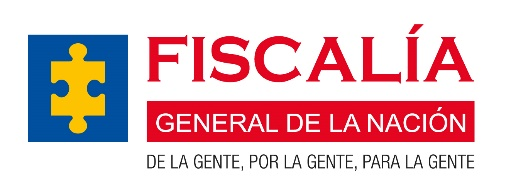 FISCALÍA
GENERAL DE LA NACIÓN
DE LA GENTE, POR LA GENTE, PARA LA GENTE